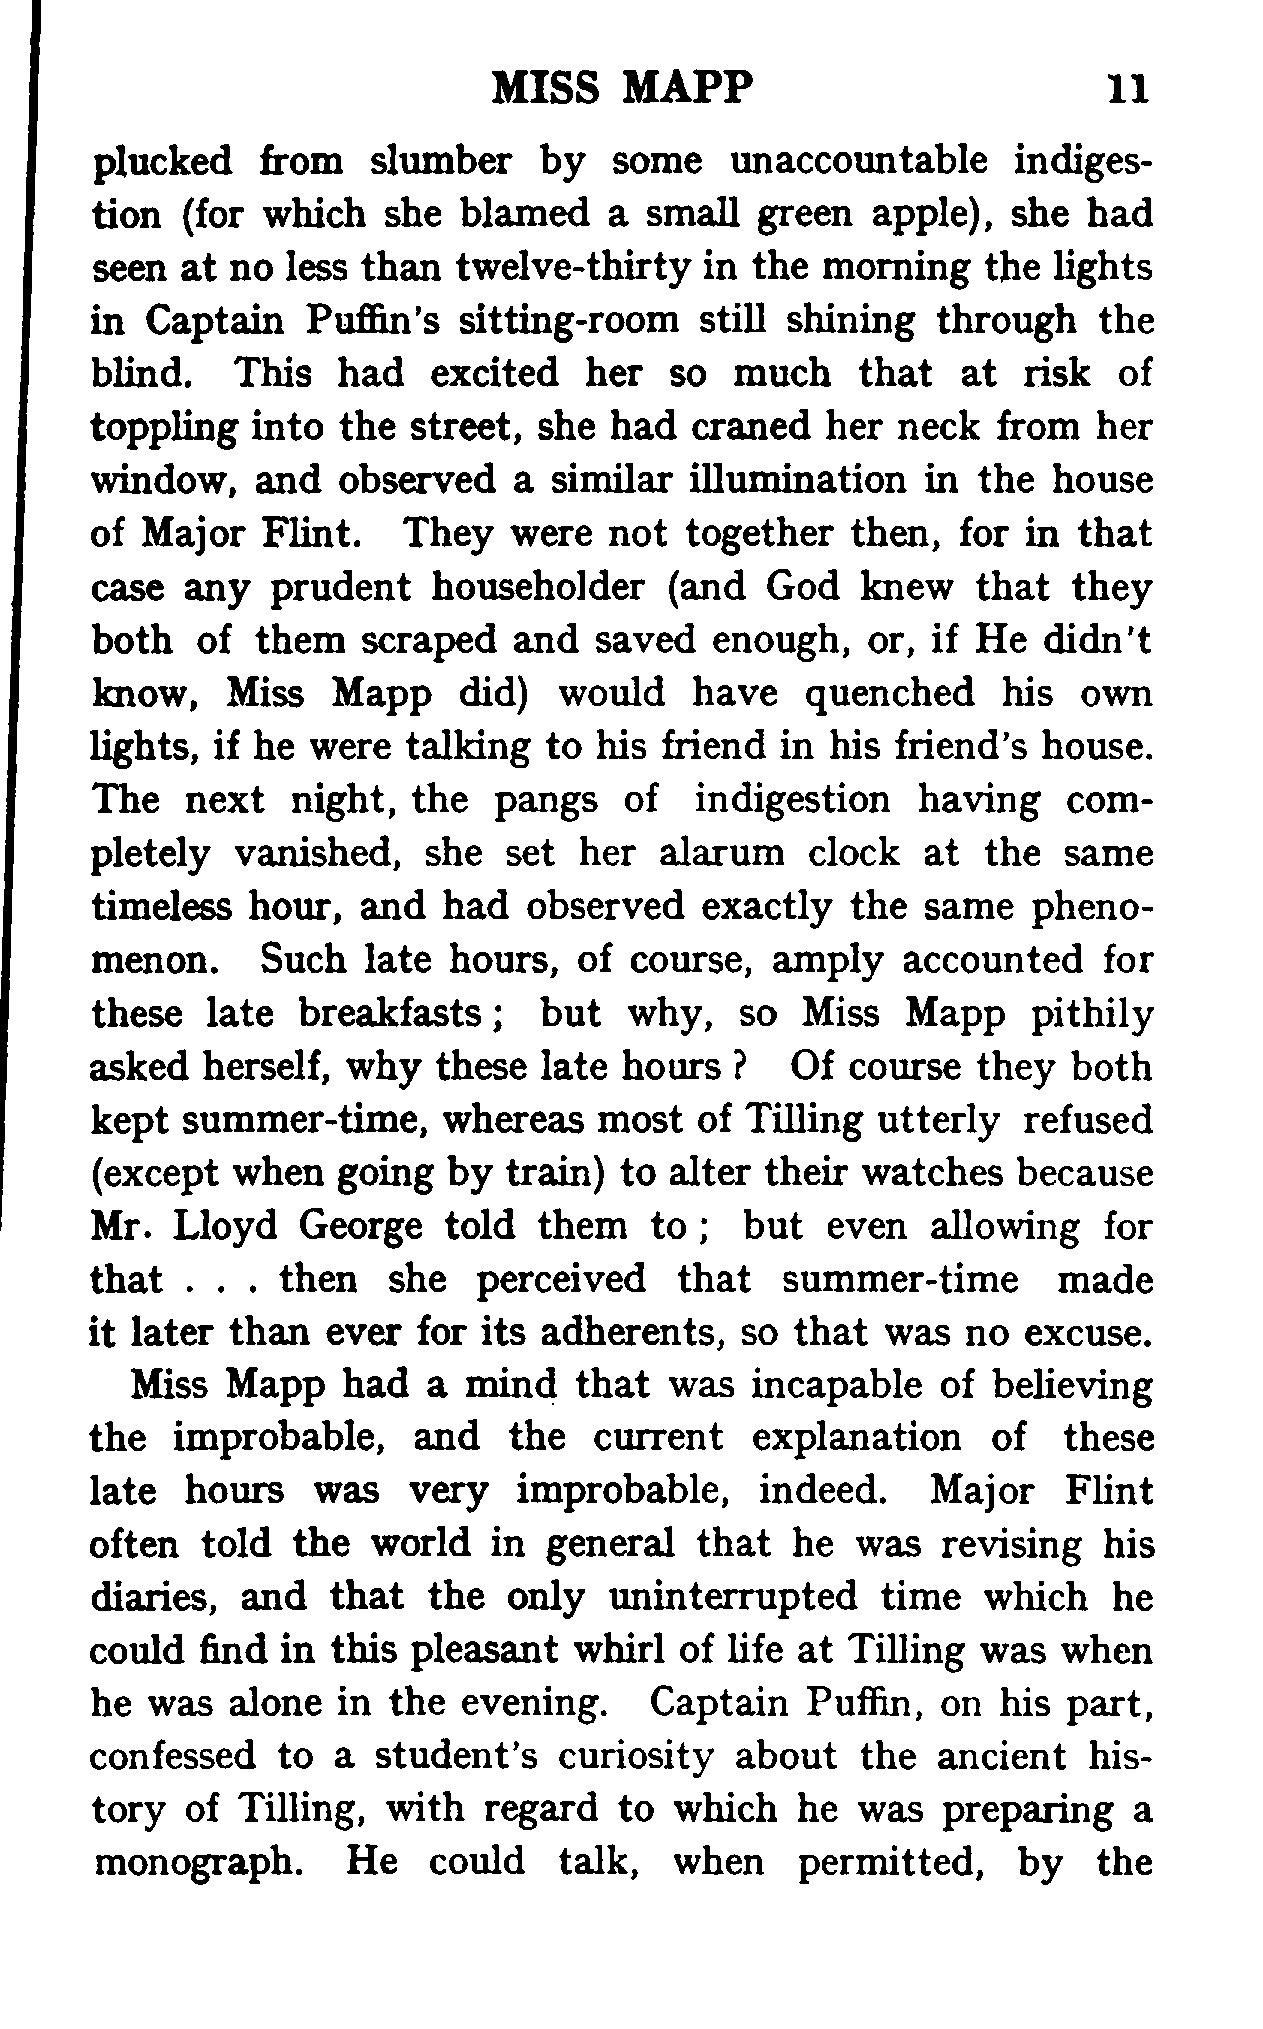 MISS MAPP 11
plucked from slumber by some unaccountable indiges-
tion (for which she blamed a small green apple), she had
seen at no less than twelve-thirty in the morning the lights
in Captain Puffin's sitting-room still shining through the
blind. This had excited her so much that at risk of
toppling into the street, she had craned her neck from her
window, and observed a similar illumination in the house
of Major Flint. They were not together then, for in that
case any prudent householder (and God knew that they
both of them scraped and saved enough, or, if He didn't
know, Miss Mapp did) would have quenched his own
lights, if he were talking to his friend in his friend's house.
The next night, the pangs of indigestion having com-
pletely vanished, she set her alarum clock at the same
timeless hour, and had observed exactly the same pheno-
menon. Such late hours, of course, amply accounted for
these late breakfasts ; but why, so Miss Mapp pithily
asked herself, why these late hours ? Of course they both
kept summer-time, whereas most of Tilling utterly refused
(except when going by train) to alter their watches because
Mr. Lloyd George told them to ; but even allowing for
that . . . then she perceived that summer-time made
it later than ever for its adherents, so that was no excuse.
Miss Mapp had a mind that was incapable of believing
the improbable, and the current explanation of these
late hours was very improbable, indeed. Major Flint
often told the world in general that he was revising his
diaries, and that the only uninterrupted time which he
could find in this pleasant whirl of life at Tilling was when
he was alone in the evening. Captain Puffin, on his part,
confessed to a student's curiosity about the ancient his-
tory of Tilling, with regard to which he was preparing a
monograph. He could talk, when permitted, by the